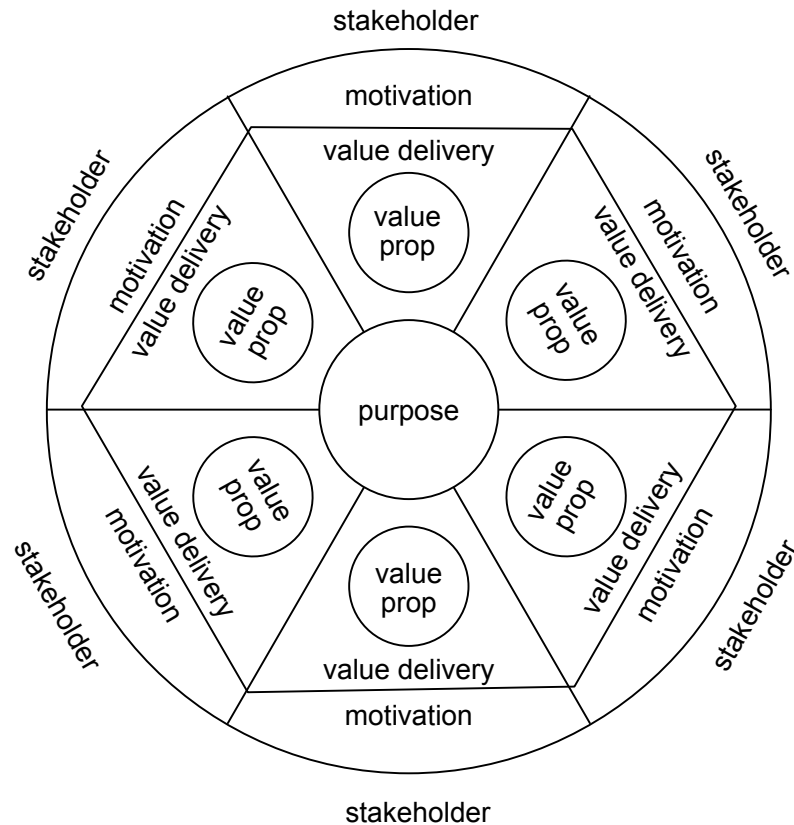 stakeholder
motivation
value delivery
value
prop
stakeholder
motivation
value delivery
value
prop
stakeholder
motivation
value delivery
value
prop
purpose
stakeholder
motivation
value delivery
value
prop
stakeholder
motivation
value delivery
value
prop
value
prop
value delivery
motivation
stakeholder